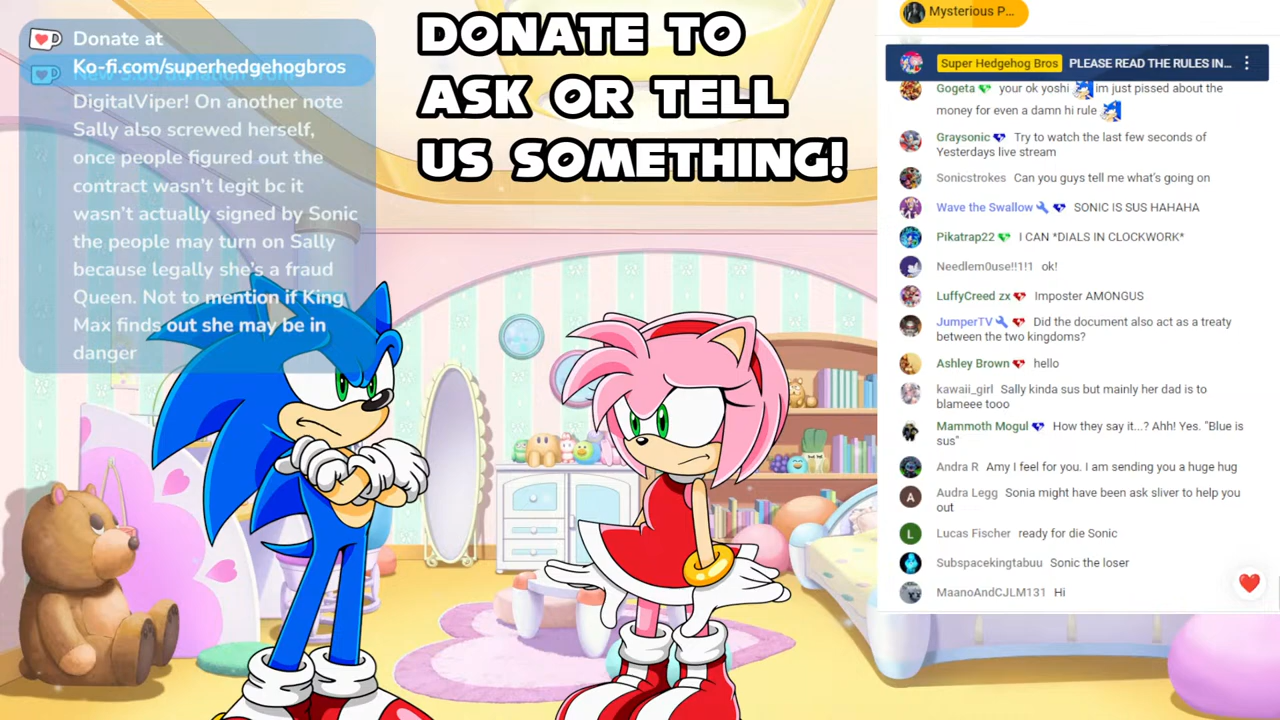 Donate at
Ko-fi.com/superhedgehogbros
DigitalViper! On another note
Sally also screwed herself,
once people figured out the
contract wasn't legit bc it
wasn't actually signed by Sonic
the people may turn on Sally
because legally she's a fraud
Queen. Not to mention if King
Max finds out she may be in
danger
DONATE TO
ASK OR TELL
US SOMETHING!
Mysterious P...
Super Hedgehog Bros PLEASE READ THE RULES IN...
Gogeta your ok yoshi im just pissed about the
money for even a damn hi rule
Graysonic Try to watch the last few seconds of
Yesterdays live stream
Sonicstrokes Can you guys tell me what's going on
Wave the Swallow SONIC IS SUS HAHAHA
Pikatrap22 I CAN *DIALS IN CLOCKWORK*
Needlem0use!!1!1 ok!
LuffyCreed zx Imposter AMONGUS
JumperTV Did the document also act as a treaty
between the two kingdoms?
Ashley Brown hello
kawaii_girl Sally kinda sus but mainly her dad is to
blameee tooo
Mammoth Mogul How they say it...? Ahh! Yes. "Blue is
sus"
Andra R Amy I feel for you. I am sending you a huge hug
A Audra Legg Sonia might have been ask sliver to help you
out
L Lucas Fischer ready for die Sonic
Subspacekingtabuu Sonic the loser
MaanoAndCJLM131 Hi